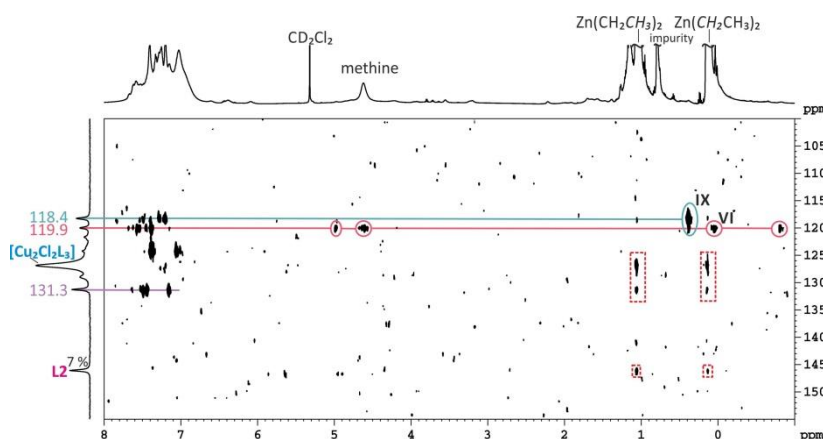 Zn(CH₂CH₃)₂ Zn(CH₂CH₃)₂
impurity
CD₂Cl₂
methine
ppm
118.4
119.9
[Cu₂Cl₂L₃]
131.3
7 %
L2
IX
VI
105
110
115
120
125
130
135
140
145
150
8 7 6 5 4 3 2 1 0 ppm